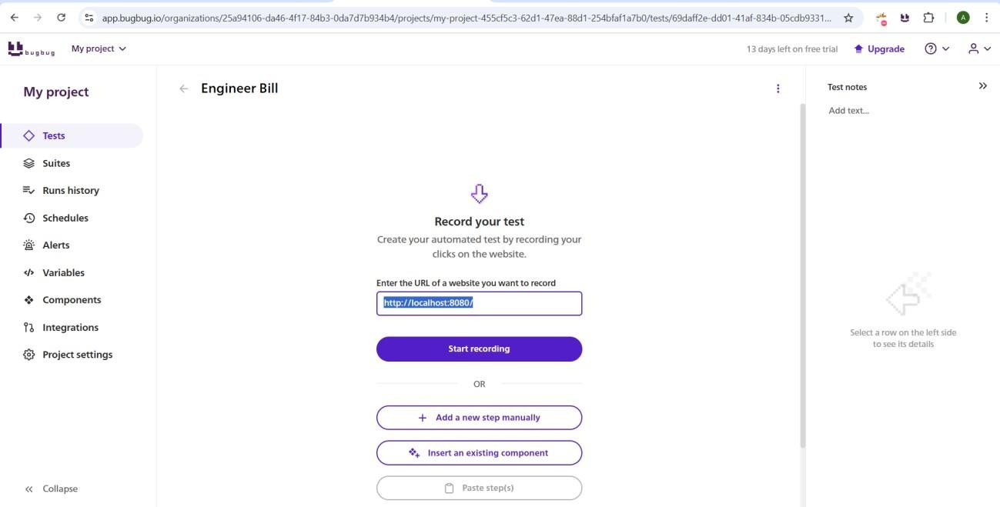 app.bugbug.io/organizations/25a94106-da46-4f17-84b3-0da7d7b934b4/projects/my-project-455cf5c3-62d1-47ea-88d1-254bfaf1a7b0/tests/69daff2e-dd01-41af-834b-05cdb9331...
A
bugbug
My project
13 days left on free trial
Upgrade
My project
Engineer Bill
Test notes
Add text...
Tests
Suites
Runs history
Schedules
Alerts
Variables
Components
Integrations
Project settings
Collapse
Record your test
Create your automated test by recording your
clicks on the website.
Enter the URL of a website you want to record
http://localhost:8080/
Start recording
OR
Add a new step manually
Insert an existing component
Paste step(s)
Select a row on the left side
to see its details